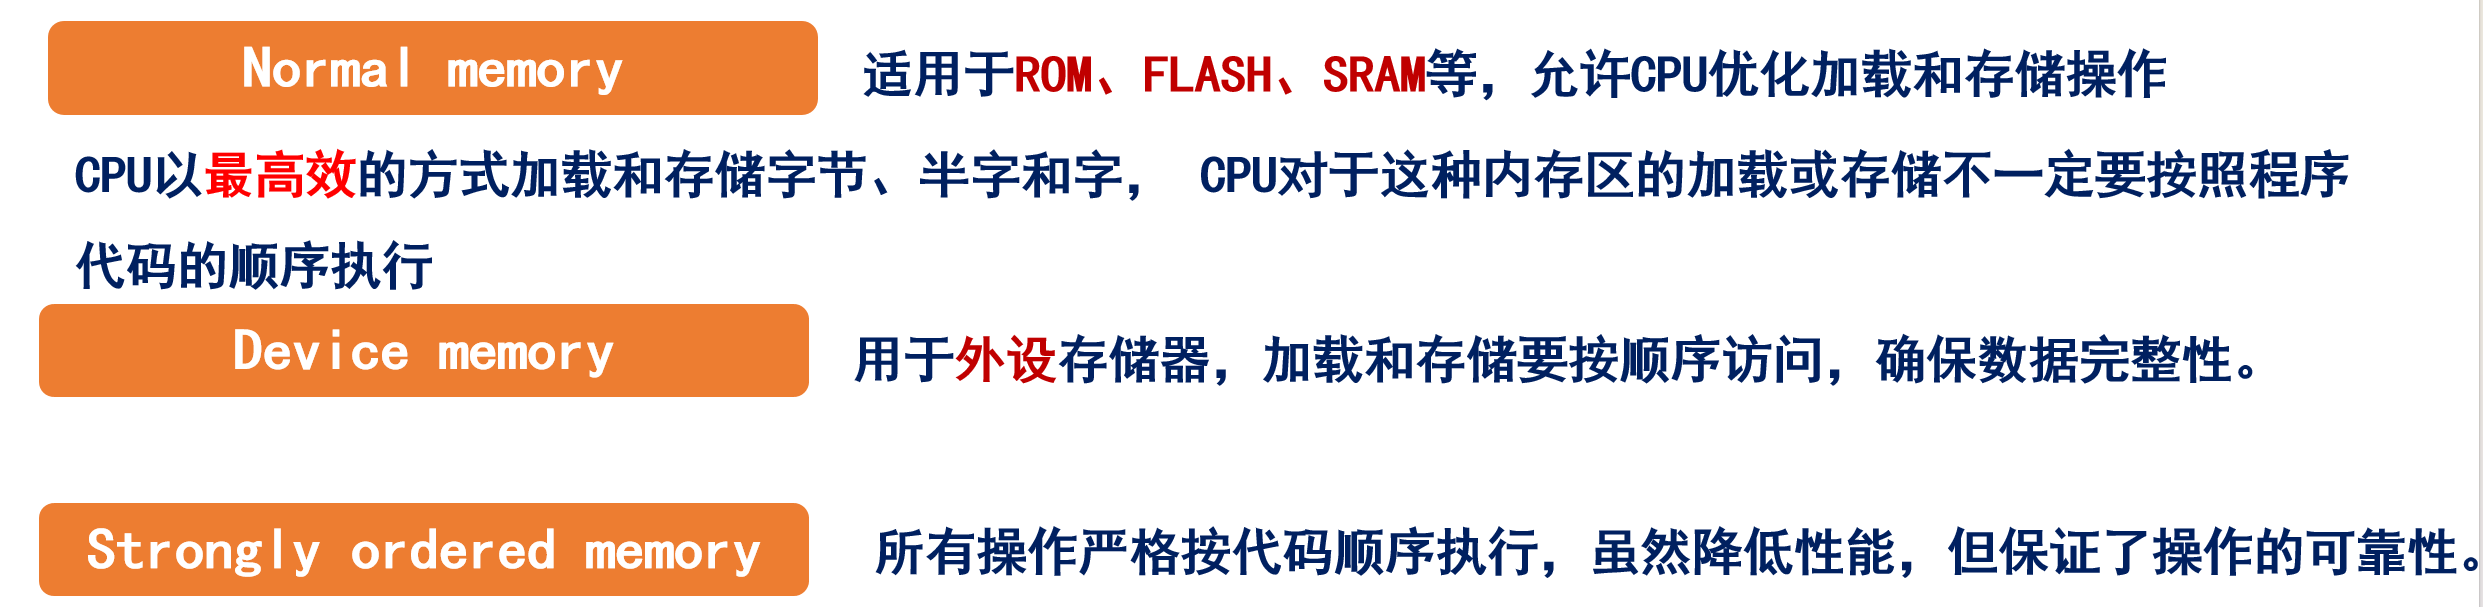 Normal memory 适用于ROM、FLASH、SRAM等，允许CPU优化加载和存储操作
CPU以最高效的方式加载和存储字节、半字和字， CPU对于这种内存区的加载或存储不一定要按照程序
代码的顺序执行
Device memory 用于外设存储器，加载和存储要按顺序访问，确保数据完整性。
Strongly ordered memory 所有操作严格按代码顺序执行，虽然降低性能，但保证了操作的可靠性。